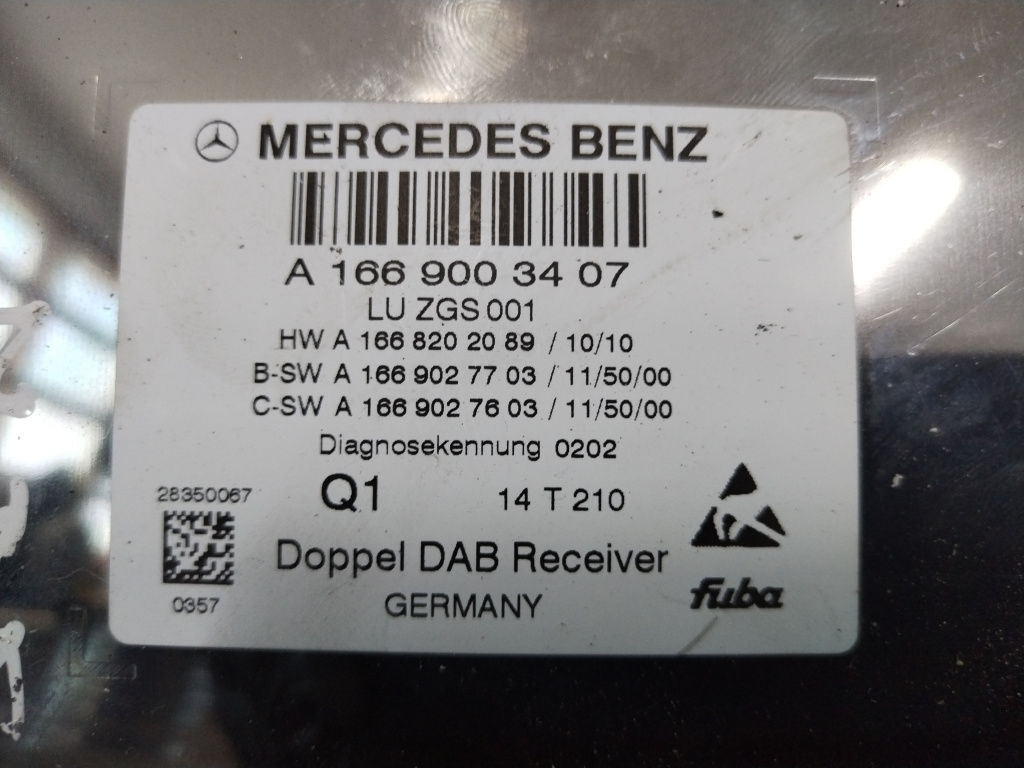 MERCEDES BENZ
A 166 900 34 07
LU ZGS 001
HW A 166 820 20 89 / 10/10
B-SW A 166 902 77 03 / 11/50/00
C-SW A 166 902 76 03 / 11/50/00
Diagnosekennung 0202
28350067 Q1 14 T 210
Doppel DAB Receiver
0357 GERMANY fuba